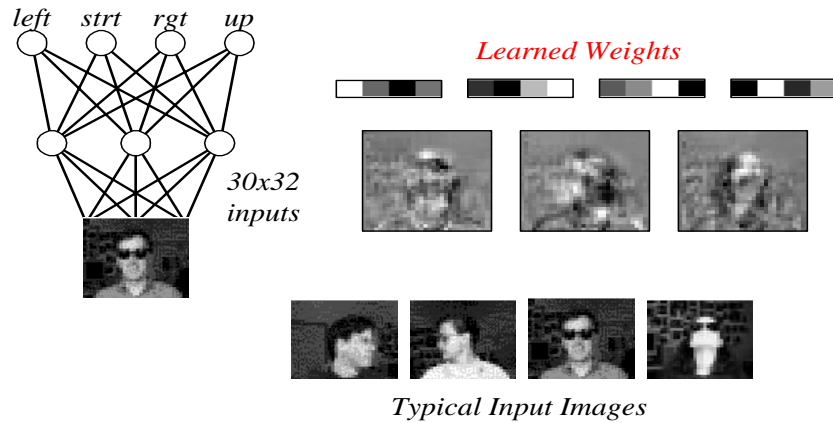 left strt rgt up
Learned Weights
30x32
inputs
Typical Input Images